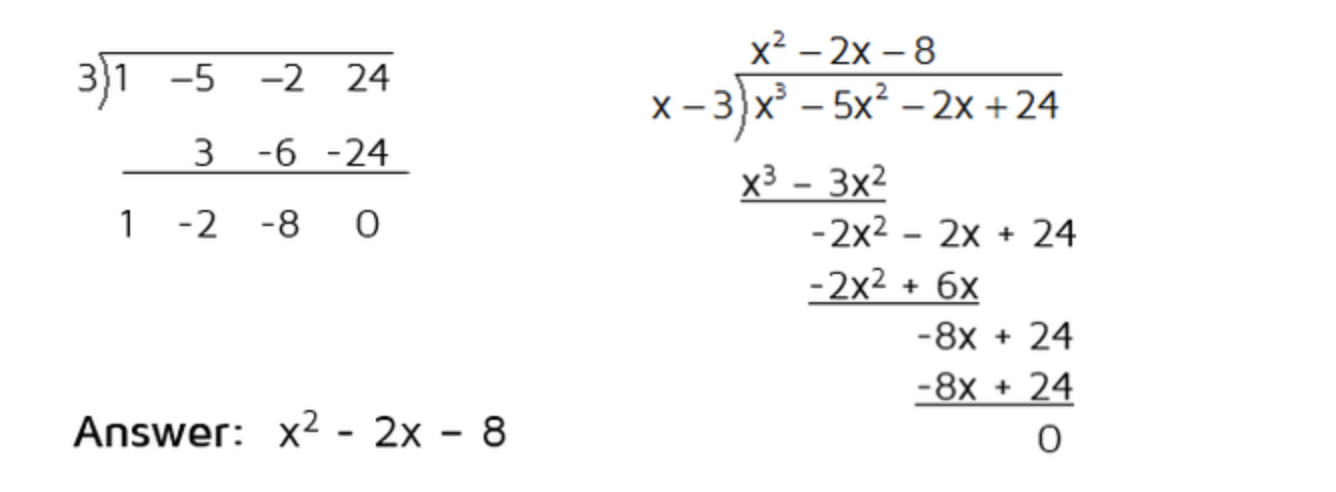 3)1 –5 –2 24
3 -6 -24
1 -2 -8 0
Answer: x² - 2x – 8
x² – 2x – 8
x – 3)x³ – 5x² – 2x + 24
x³ – 3x²
-2x² – 2x + 24
-2x² + 6x
-8x + 24
-8x + 24
0